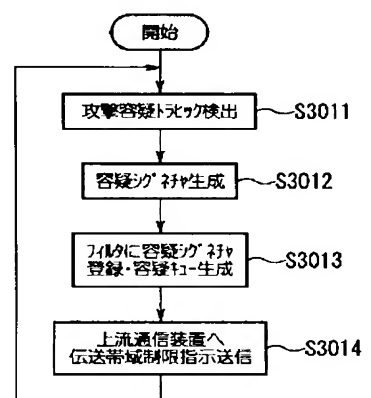 開始
攻撃容疑トラヒック検出
S3011
容疑シグネチャ生成
S3012
フィルタに容疑シグネチャ
登録・容疑キュー生成
S3013
上流通信装置へ
伝送帯域制限指示送信
S3014